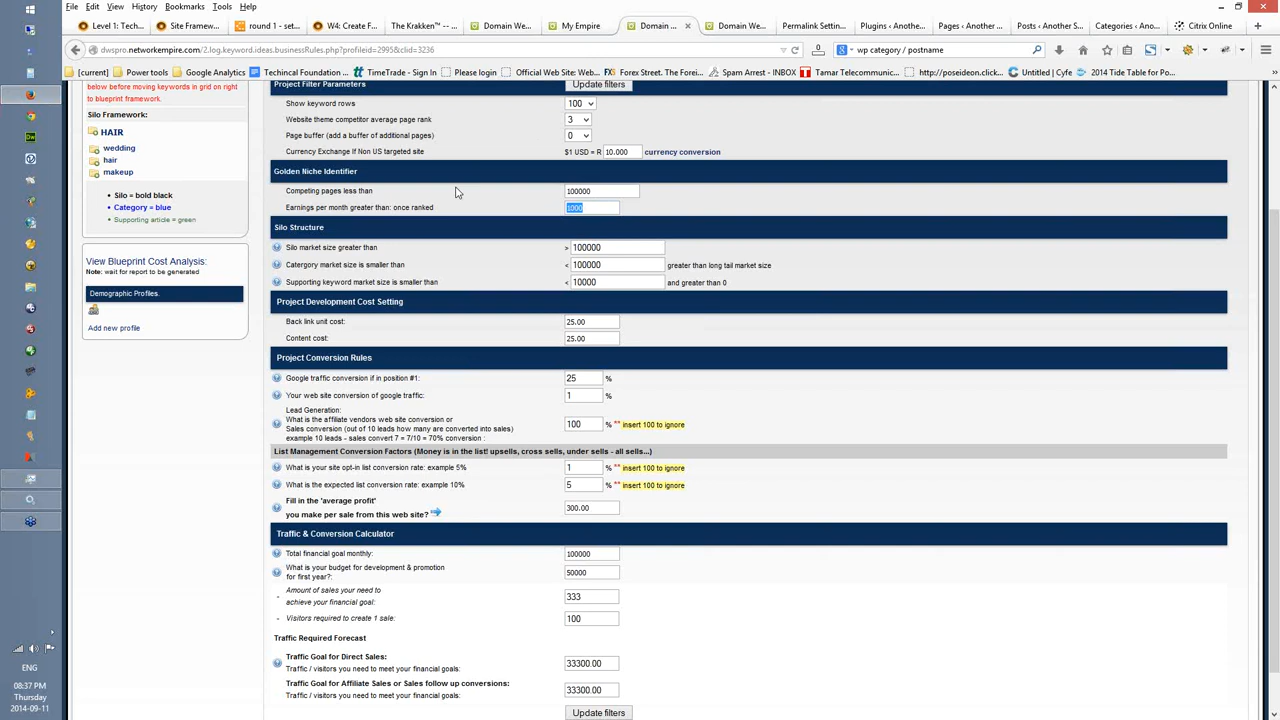 File Edit View History Bookmarks Tools Help
Level 1: Tech...
Site Framew...
round 1 - set...
W4: Create F...
The Krakken™ -- ...
Domain We...
My Empire
Domain ...
Domain We...
Permalink Settin...
Plugins ‹ Anothe...
Pages ‹ Another ...
Posts ‹ Another S...
Categories ‹ Ano...
Citrix Online
dwspro.networkempire.com/2.log.keyword.ideas.businessRules.php?profileid=2995&clid=3236
wp category / postname
[current]
Power tools
Google Analytics
Techincal Foundation ...
TimeTrade - Sign In
Please login
Official Web Site: Web...
Forex Street. The Forei...
Spam Arrest - INBOX
Tamar Telecommunic...
http://poseidon.click...
Untitled | Cyfe
2014 Tide Table for Po...
below before moving keywords in grid on right
to blueprint framework.
Silo Framework:
HAIR
wedding
hair
makeup
• Silo = bold black
• Category = blue
• Supporting article = green
View Blueprint Cost Analysis:
Note: wait for report to be generated
Demographic Profiles.
Add new profile
Project Filter Parameters
Update filters
Show keyword rows
100
Website theme competitor average page rank
3
Page buffer (add a buffer of additional pages)
0
Currency Exchange If Non US targeted site
$1 USD = R 10.000 currency conversion
Golden Niche Identifier
Competing pages less than
100000
Earnings per month greater than: once ranked
1000
Silo Structure
Silo market size greater than
> 100000
Catergory market size is smaller than
< 100000 greater than long tail market size
Supporting keyword market size is smaller than
< 10000 and greater than 0
Project Development Cost Setting
Back link unit cost:
25.00
Content cost:
25.00
Project Conversion Rules
Google traffic conversion if in position #1:
25 %
Your web site conversion of google traffic:
1 %
Lead Generation:
What is the affiliate vendors web site conversion or
Sales conversion (out of 10 leads how many are converted into sales)
example 10 leads - sales convert 7 = 7/10 = 70% conversion :
100 % ** insert 100 to ignore
List Management Conversion Factors (Money is in the list! upsells, cross sells, under sells - all sells...)
What is your site opt-in list conversion rate: example 5%
1 % ** insert 100 to ignore
What is the expected list conversion rate: example 10%
5 % ** insert 100 to ignore
Fill in the 'average profit'
you make per sale from this web site?
300.00
Traffic & Conversion Calculator
Total financial goal monthly:
100000
What is your budget for development & promotion
for first year?:
50000
- Amount of sales your need to
achieve your financial goal:
333
- Visitors required to create 1 sale:
100
Traffic Required Forecast
Traffic Goal for Direct Sales:
Traffic / visitors you need to meet your financial goals:
33300.00
Traffic Goal for Affiliate Sales or Sales follow up conversions:
Traffic / visitors you need to meet your financial goals:
33300.00
Update filters
ENG
08:37 PM
Thursday
2014-09-11